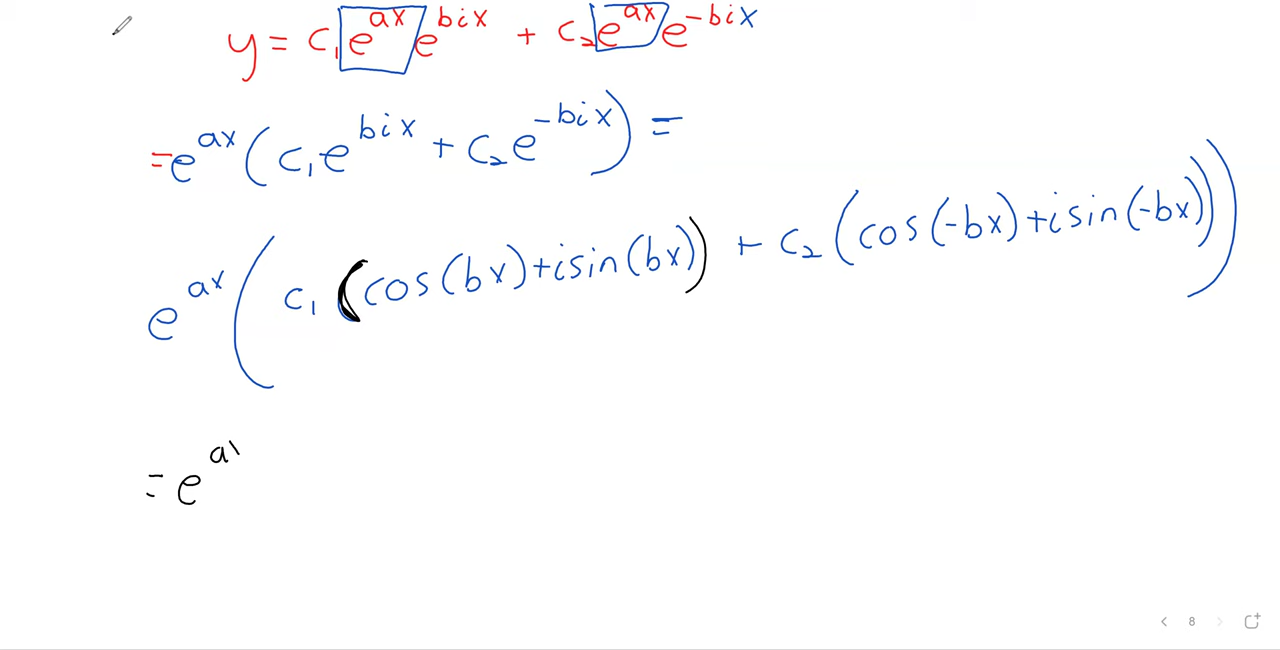 y = c₁e^{ax}e^{bix} + c₂e^{ax}e^{-bix}
= e^{ax}(c₁e^{bix} + c₂e^{-bix}) =
e^{ax}(c₁(cos(bx)+isin(bx)) + c₂(cos(-bx)+isin(-bx)))
= e^{a\
< 8 >